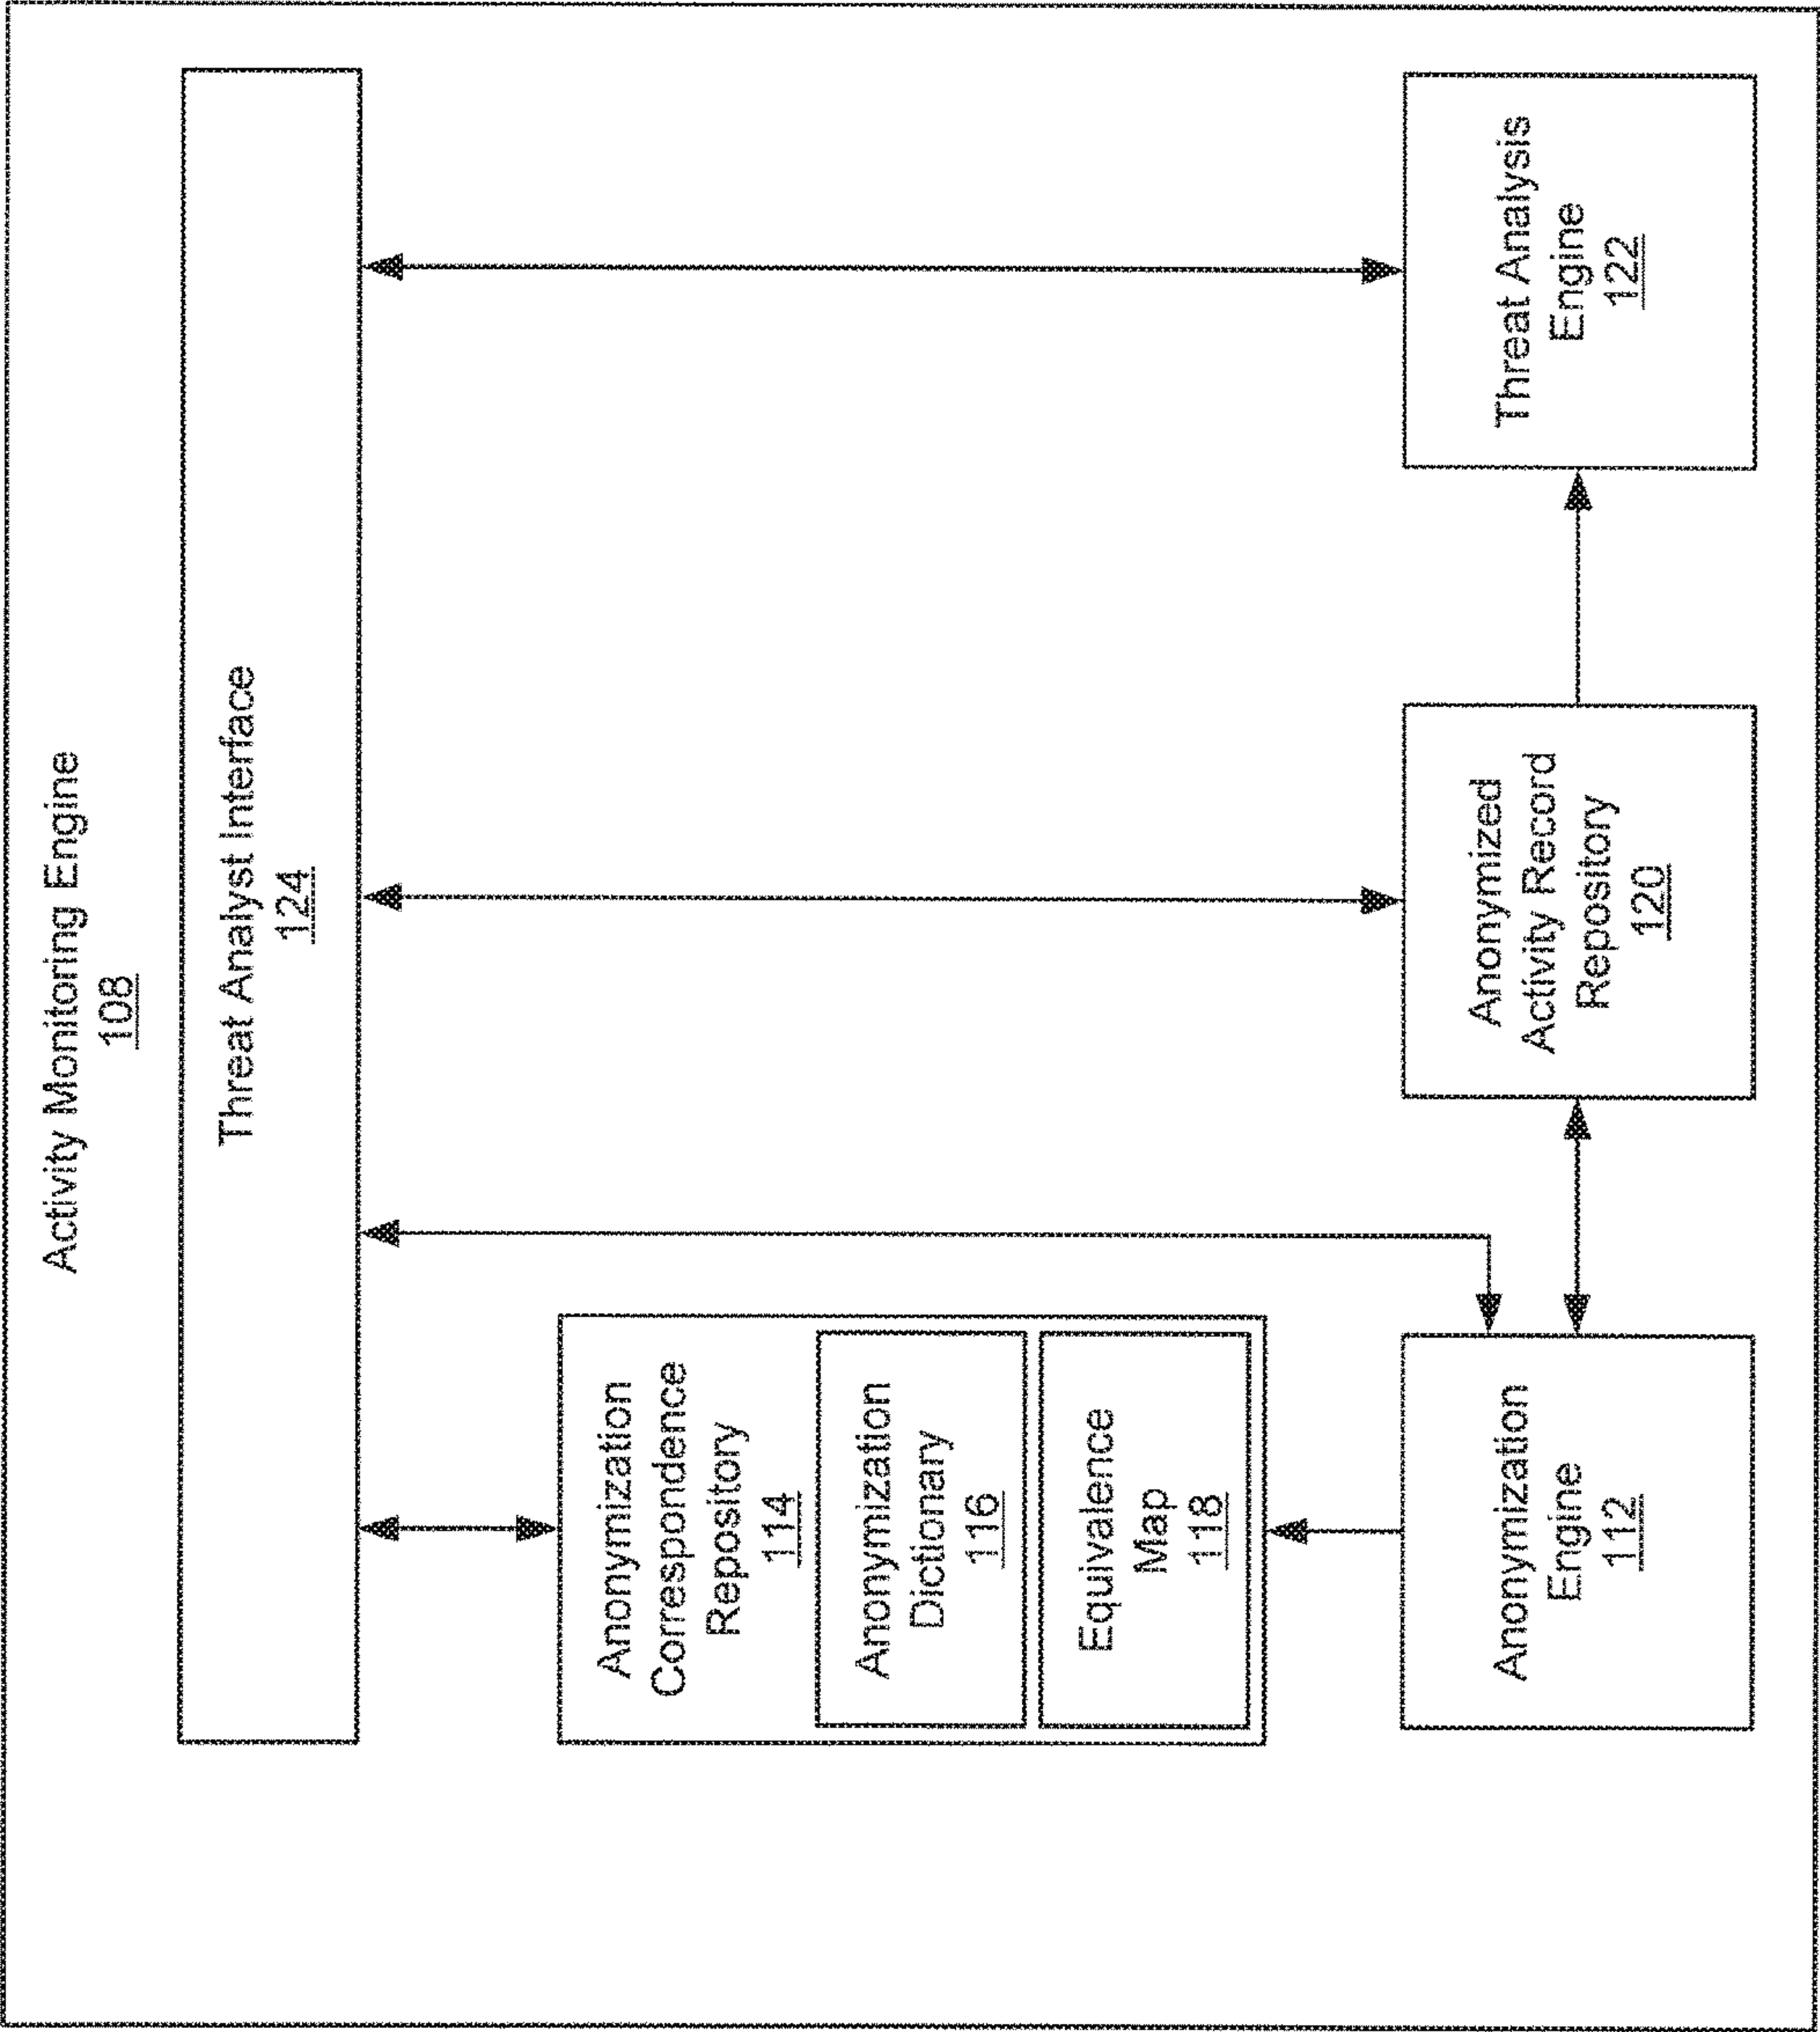 Activity Monitoring Engine
108
Threat Analyst Interface
124
Anonymization
Correspondence
Repository
114
Anonymization
Dictionary
116
Equivalence
Map
118
Anonymization
Engine
112
Anonymized
Activity Record
Repository
120
Threat Analysis
Engine
122